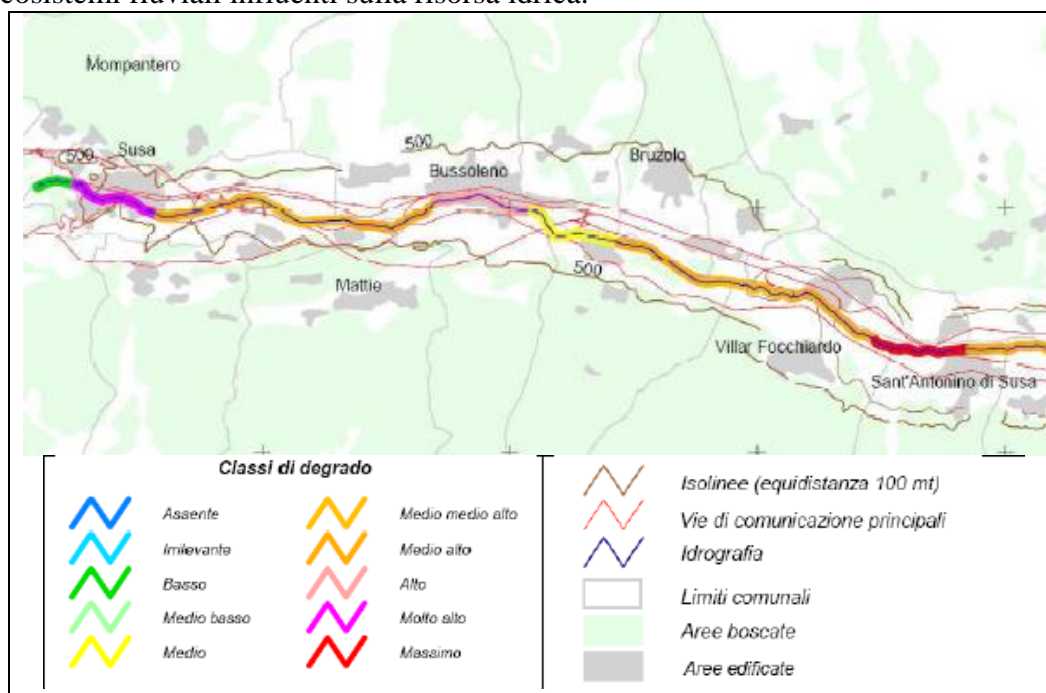 ecosistemi fluviali influenti sulla risorsa idrica.
Mompantero
500
Susa
500
Bussoleno
Bruzolo
500
Mattie
Villar Focchiardo
Sant'Antonino di Susa
Classi di degrado
Assente
Irrilevante
Basso
Medio basso
Medio
Medio medio alto
Medio alto
Alto
Molto alto
Massimo
Isolinee (equidistanza 100 mt)
Vie di comunicazione principali
Idrografia
Limiti comunali
Aree boscate
Aree edificate